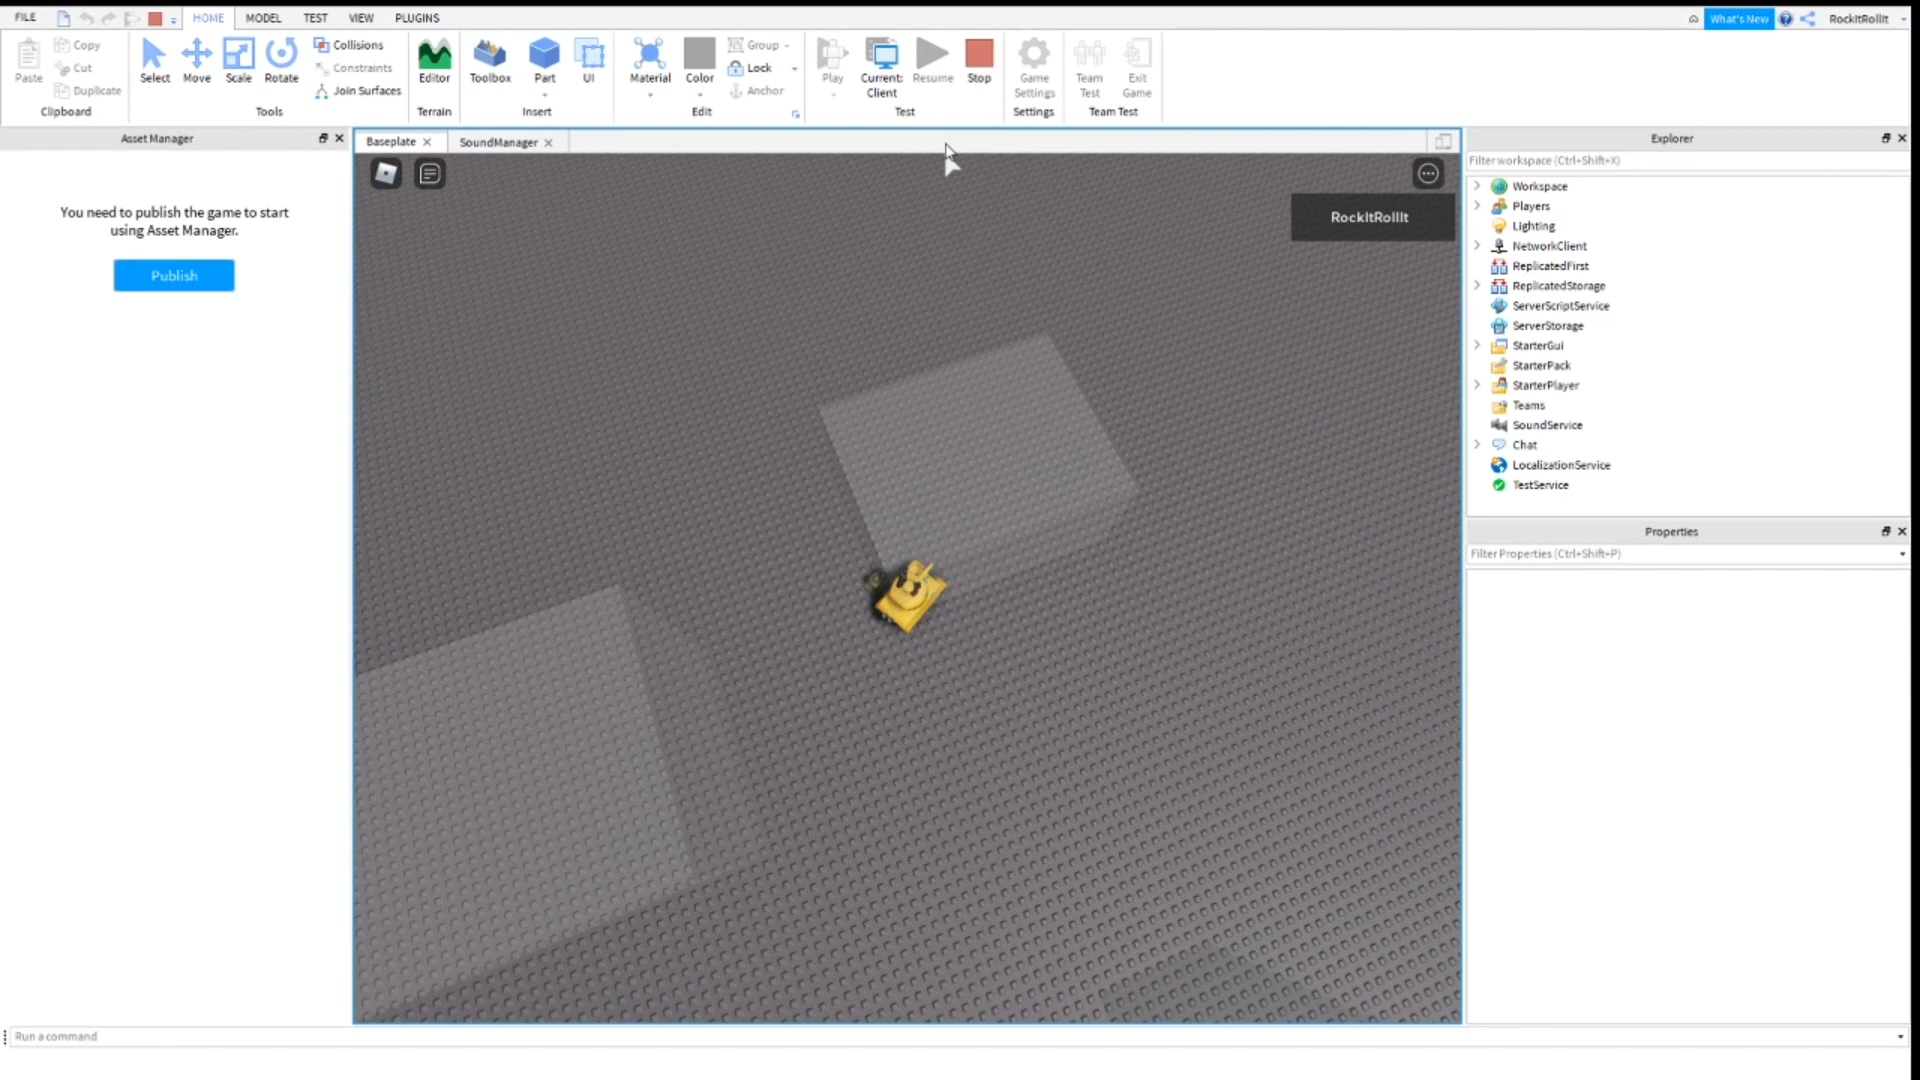 FILE HOME MODEL TEST VIEW PLUGINS What's New RockItRollIt
Paste Copy Cut Duplicate
Clipboard
Select Move Scale Rotate Collisions Constraints Join Surfaces
Tools
Editor
Terrain
Toolbox Part UI
Insert
Material Color Group Lock Anchor
Edit
Play Current: Client Resume Stop
Test
Game Settings
Settings
Team Test Exit Game
Team Test
Asset Manager
You need to publish the game to start
using Asset Manager.
Publish
Baseplate SoundManager
RockItRollIt
Explorer
Filter workspace (Ctrl+Shift+X)
Workspace
Players
Lighting
NetworkClient
ReplicatedFirst
ReplicatedStorage
ServerScriptService
ServerStorage
StarterGui
StarterPack
StarterPlayer
Teams
SoundService
Chat
LocalizationService
TestService
Properties
Filter Properties (Ctrl+Shift+P)
Run a command